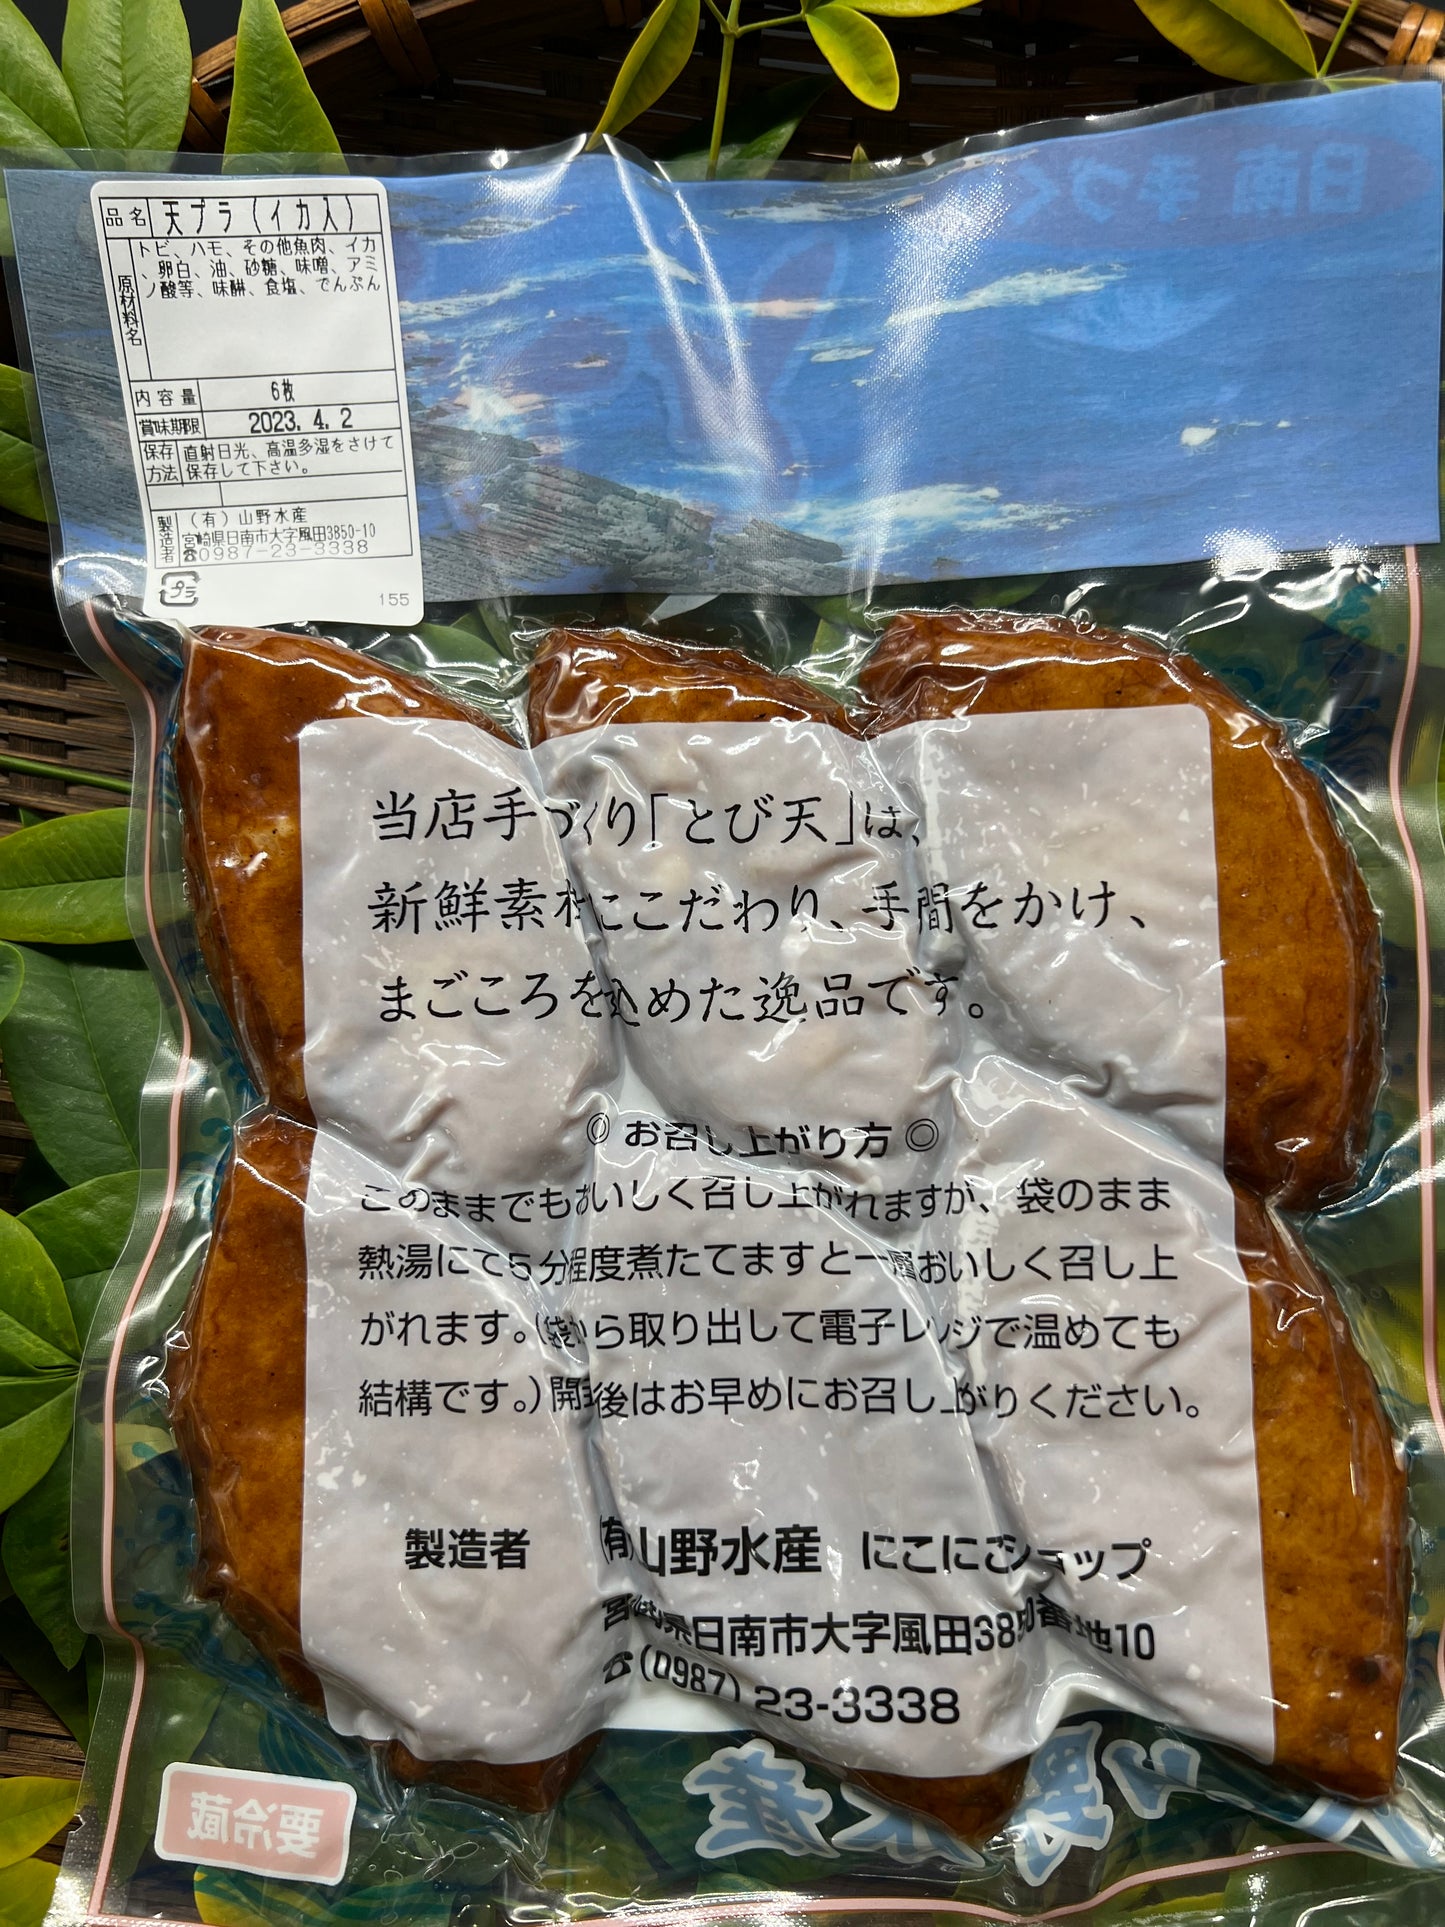 品名 天プラ(イカ入)
原材料名
トビ、ハモ、その他魚肉、イカ
、卵白、油、砂糖、味噌、アミ
ノ酸等、味醂、食塩、でんぷん
内容量 6枚
賞味期限 2023. 4. 2
保存方法 直射日光、高温多湿をさけて
保存して下さい。
製造者 (有)山野水産
宮崎県日南市大字風田3850-10
☎0987-23-3338
プラ
155
日南 手づく
当店手づくり「とび天」は、
新鮮素材にこだわり、手間をかけ、
まごころを込めた逸品です。
◎お召し上がり方◎
このままでもおいしく召し上がれますが、袋のまま
熱湯にて5分程度煮たてますと一層おいしく召し上
がれます。(袋から取り出して電子レンジで温めても
結構です。)開封後はお早めにお召し上がりください。
製造者 (有)山野水産 にこにこショップ
宮崎県日南市大字風田3850番地10
☎(0987)23-3338
要冷蔵
山野水産